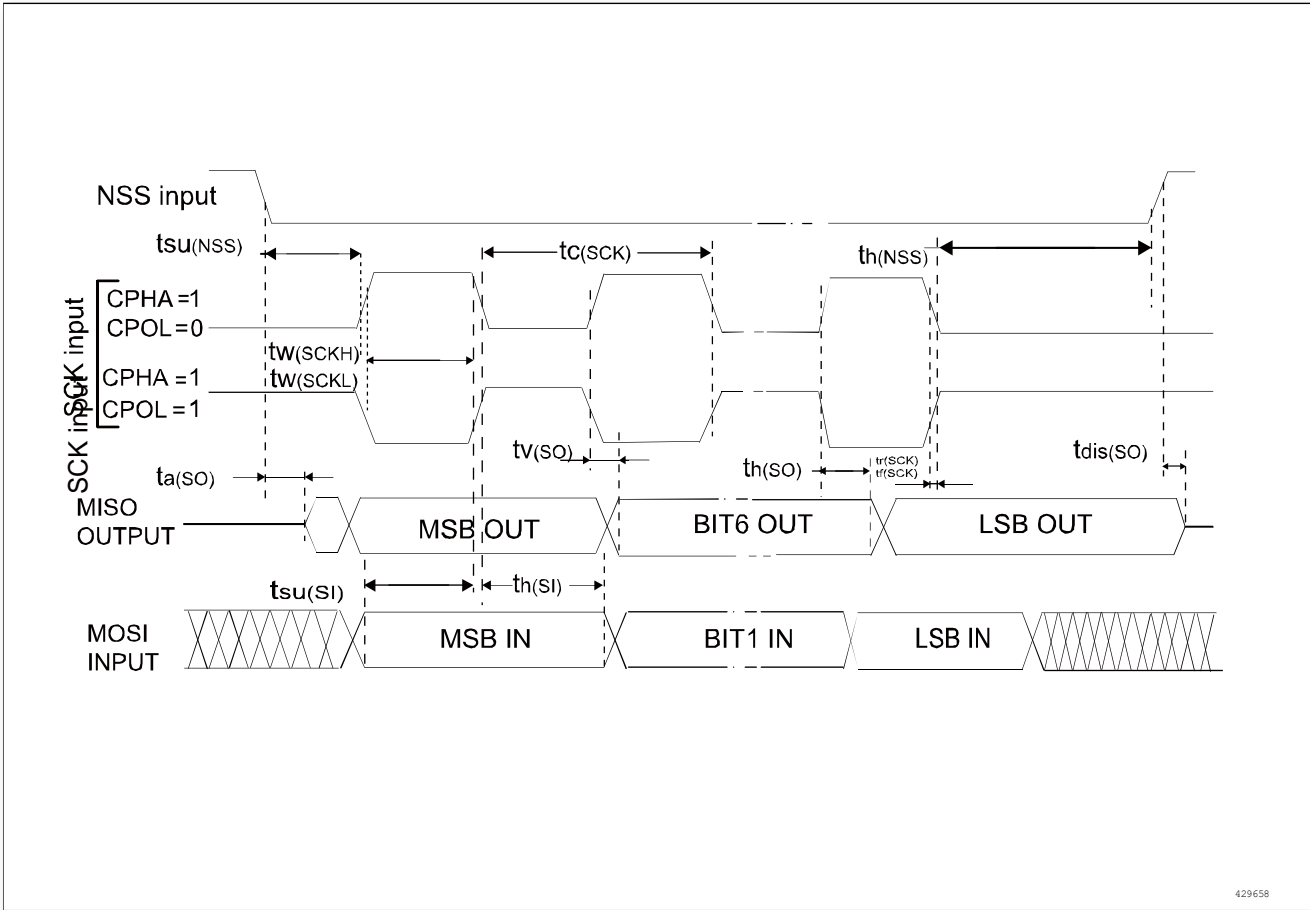 NSS input
tsu(NSS)
tc(SCK)
th(NSS)
SCK input
SCK input
CPHA =1
CPOL=0
tw(SCKH)
tw(SCKL)
CPHA =1
CPOL =1
tv(SO)
th(SO)
tr(SCK)
tf(SCK)
tdis(SO)
ta(SO)
MISO
OUTPUT
MSB OUT
BIT6 OUT
LSB OUT
tsu(SI)
th(SI)
MOSI
INPUT
MSB IN
BIT1 IN
LSB IN
429658